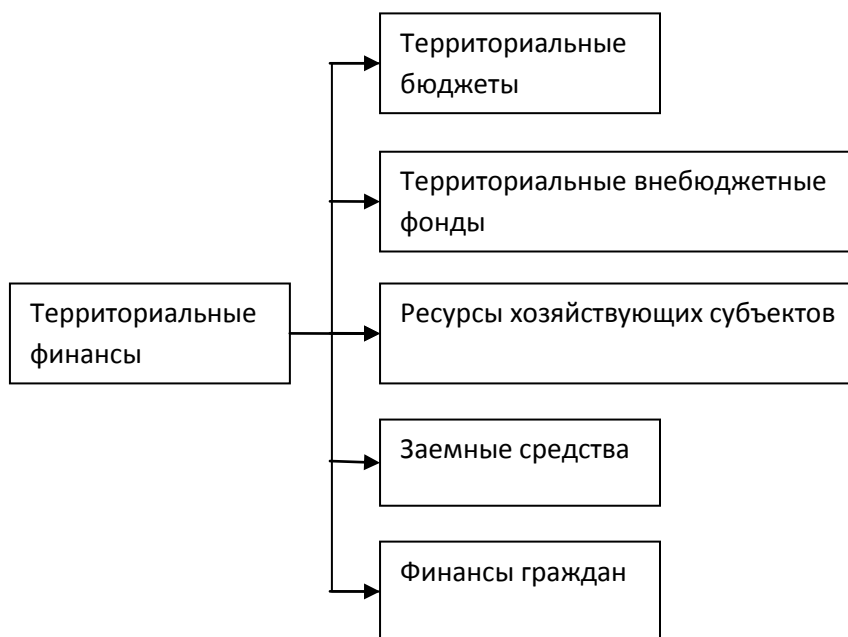 Территориальные
бюджеты
Территориальные внебюджетные
фонды
Территориальные
финансы
Ресурсы хозяйствующих субъектов
Заемные средства
Финансы граждан